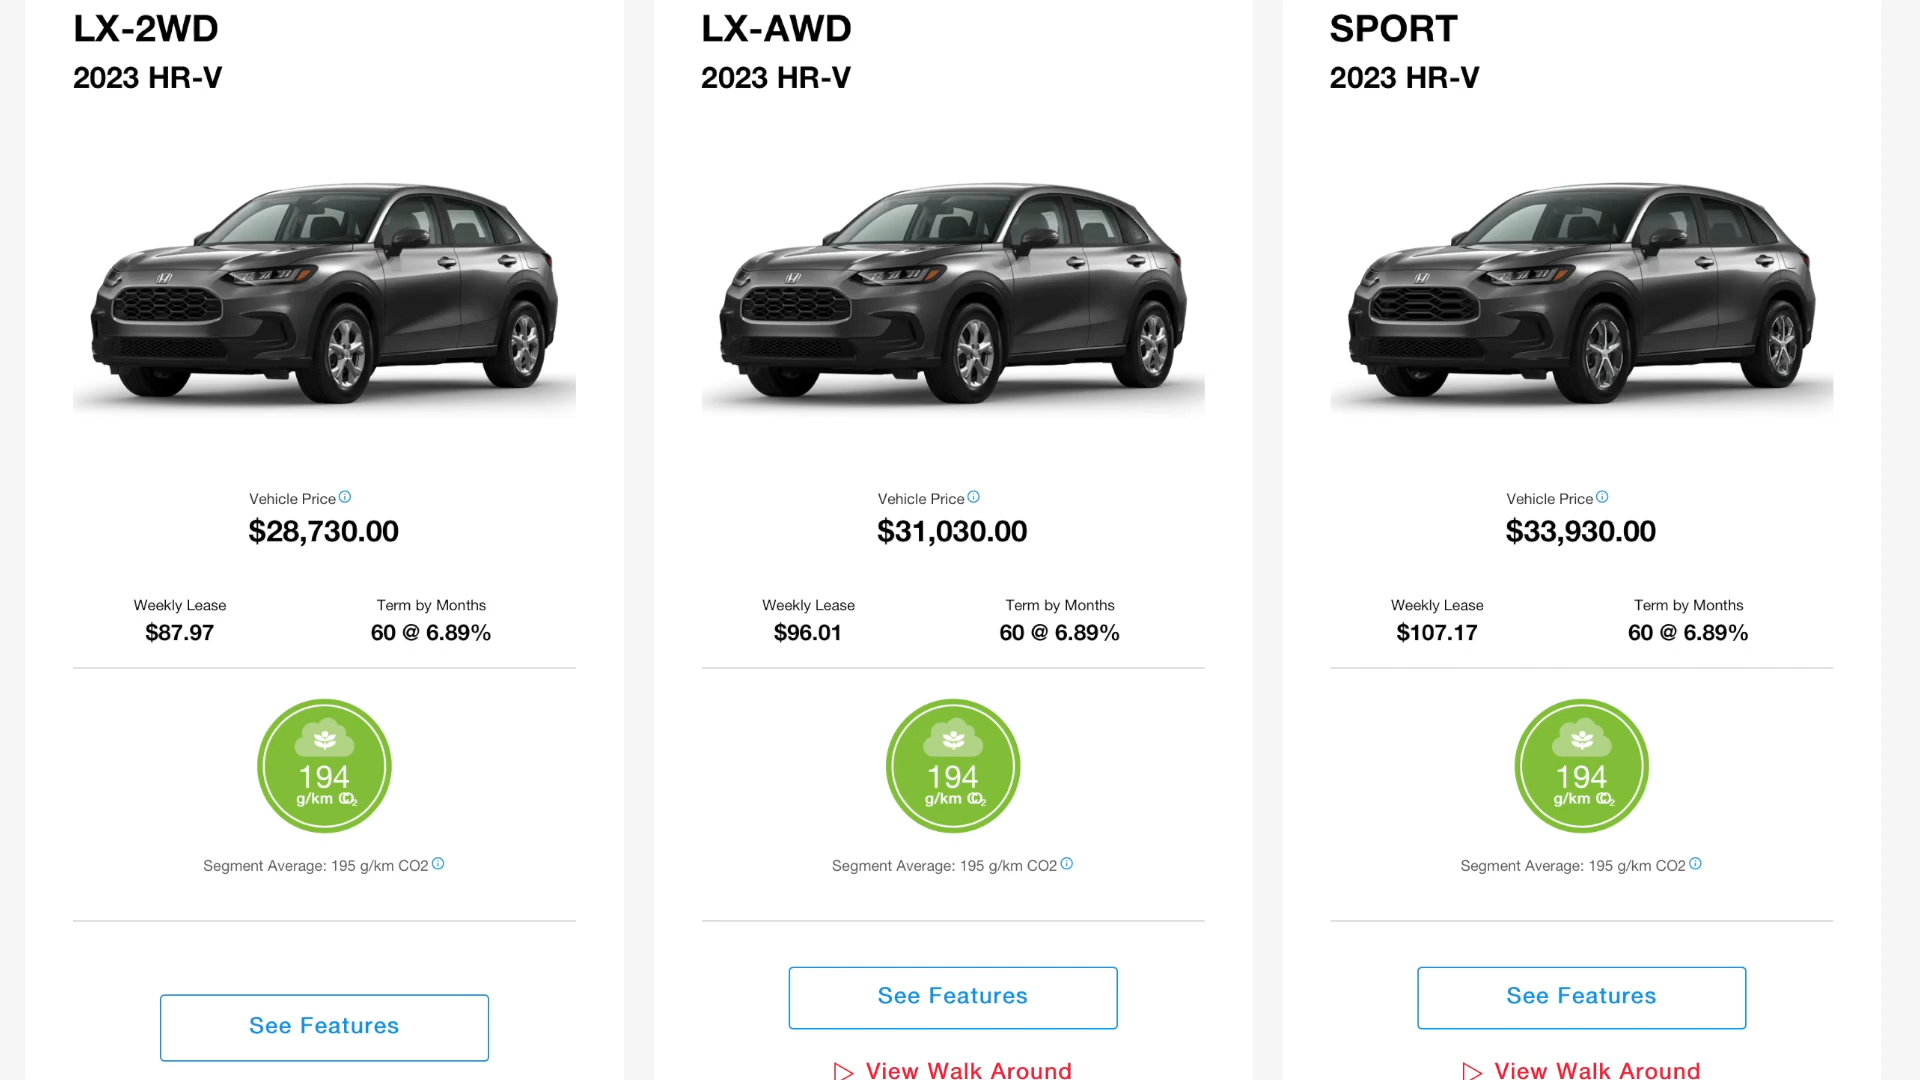 LX-2WD
2023 HR-V
Vehicle Price
$28,730.00
Weekly Lease
$87.97
Term by Months
60 @ 6.89%
194
g/km CO2
Segment Average: 195 g/km CO2
See Features
LX-AWD
2023 HR-V
Vehicle Price
$31,030.00
Weekly Lease
$96.01
Term by Months
60 @ 6.89%
194
g/km CO2
Segment Average: 195 g/km CO2
See Features
View Walk Around
SPORT
2023 HR-V
Vehicle Price
$33,930.00
Weekly Lease
$107.17
Term by Months
60 @ 6.89%
194
g/km CO2
Segment Average: 195 g/km CO2
See Features
View Walk Around